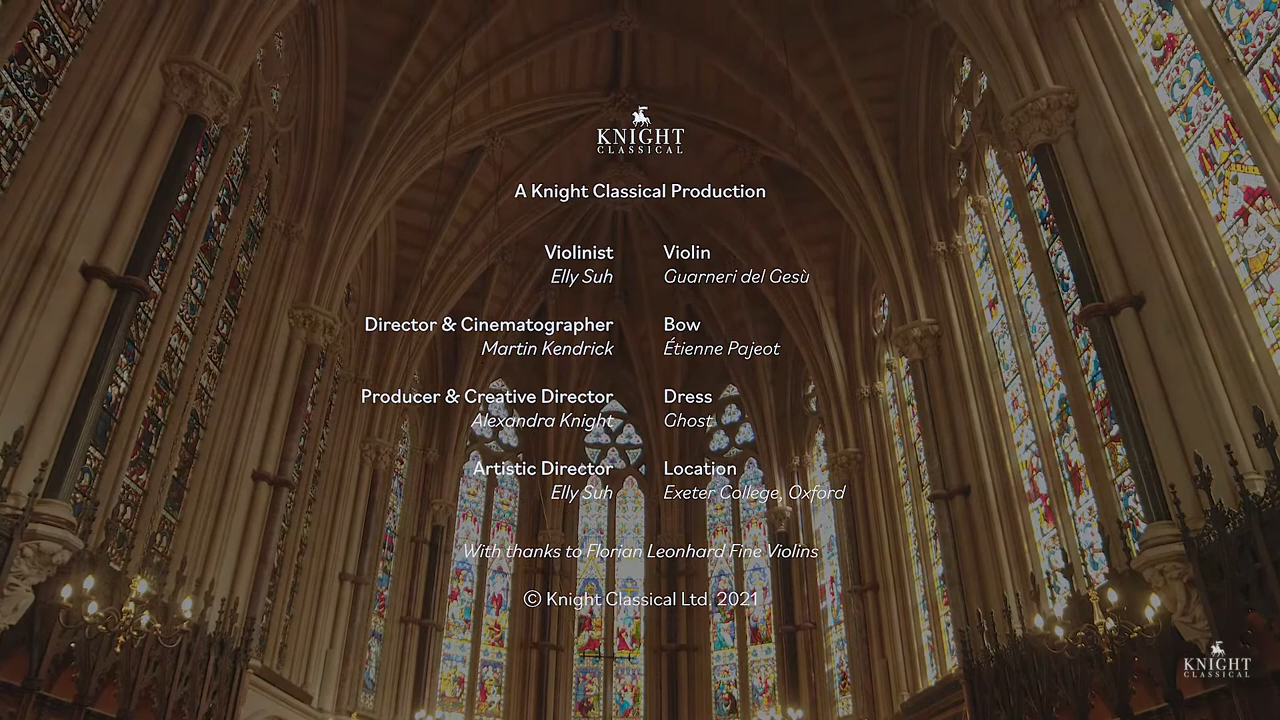 KNIGHT
CLASSICAL
A Knight Classical Production
Violinist
Elly Suh
Violin
Guarneri del Gesù
Director & Cinematographer
Martin Kendrick
Bow
Étienne Pajeot
Producer & Creative Director
Alexandra Knight
Dress
Ghost
Artistic Director
Elly Suh
Location
Exeter College, Oxford
With thanks to Florian Leonhard Fine Violins
© Knight Classical Ltd. 2021
KNIGHT
CLASSICAL